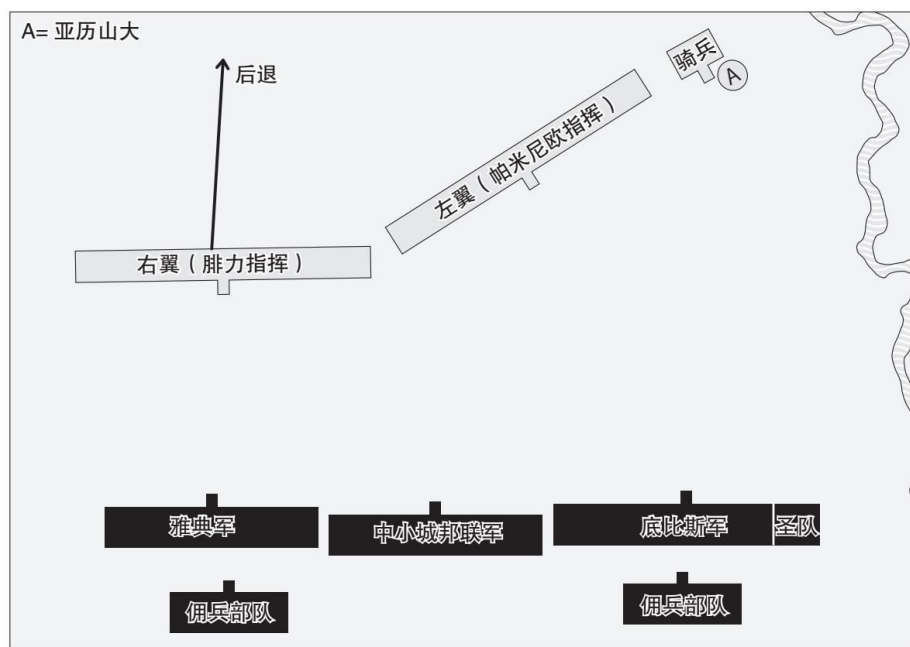 A= 亚历山大
后退
骑兵
A
左翼（帕米尼欧指挥）
右翼（腓力指挥）
雅典军
中小城邦联军
底比斯军
圣队
佣兵部队
佣兵部队